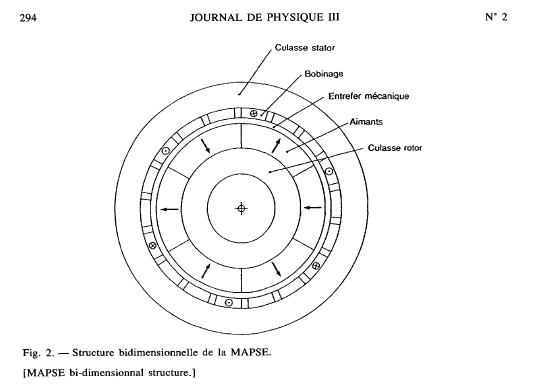 294 JOURNAL DE PHYSIQUE III N° 2
Culasse stator
Bobinage
Entrefer mécanique
Aimants
Culasse rotor
Fig. 2. — Structure bidimensionnelle de la MAPSE.
[MAPSE bi-dimensionnal structure.]